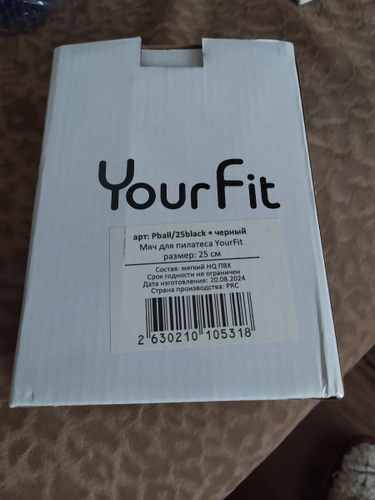 YourFit
арт: Pball/25black • черный
Мяч для пилатеса YourFit
размер: 25 см
Состав: мягкий HQ ПВХ
Срок годности не ограничен
Дата изготовления: 20.08.2024
Страна производства: PRC
2 630210 105318